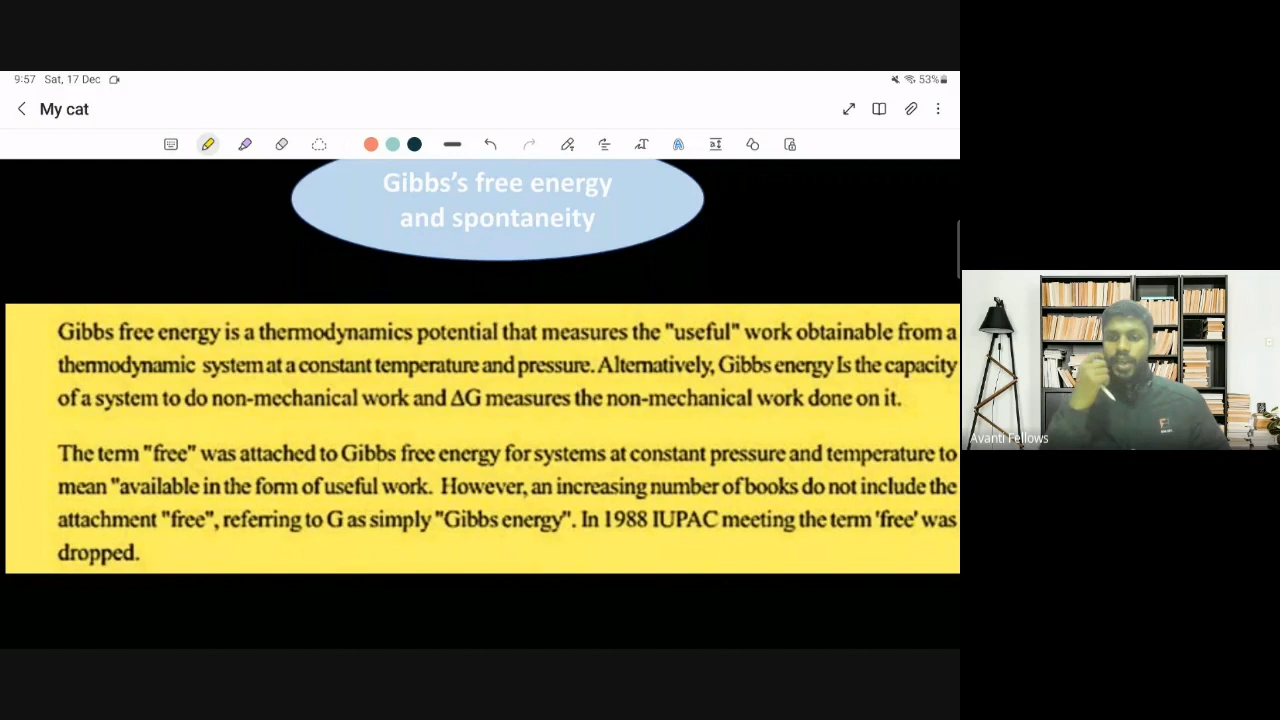 9:57 Sat, 17 Dec
53%
My cat
Gibbs's free energy
and spontaneity
Gibbs free energy is a thermodynamics potential that measures the "useful" work obtainable from a
thermodynamic system at a constant temperature and pressure. Alternatively, Gibbs energy Is the capacity
of a system to do non-mechanical work and ΔG measures the non-mechanical work done on it.
The term "free" was attached to Gibbs free energy for systems at constant pressure and temperature to
mean "available in the form of useful work. However, an increasing number of books do not include the
attachment "free", referring to G as simply "Gibbs energy". In 1988 IUPAC meeting the term 'free' was
dropped.
Avanti Fellows